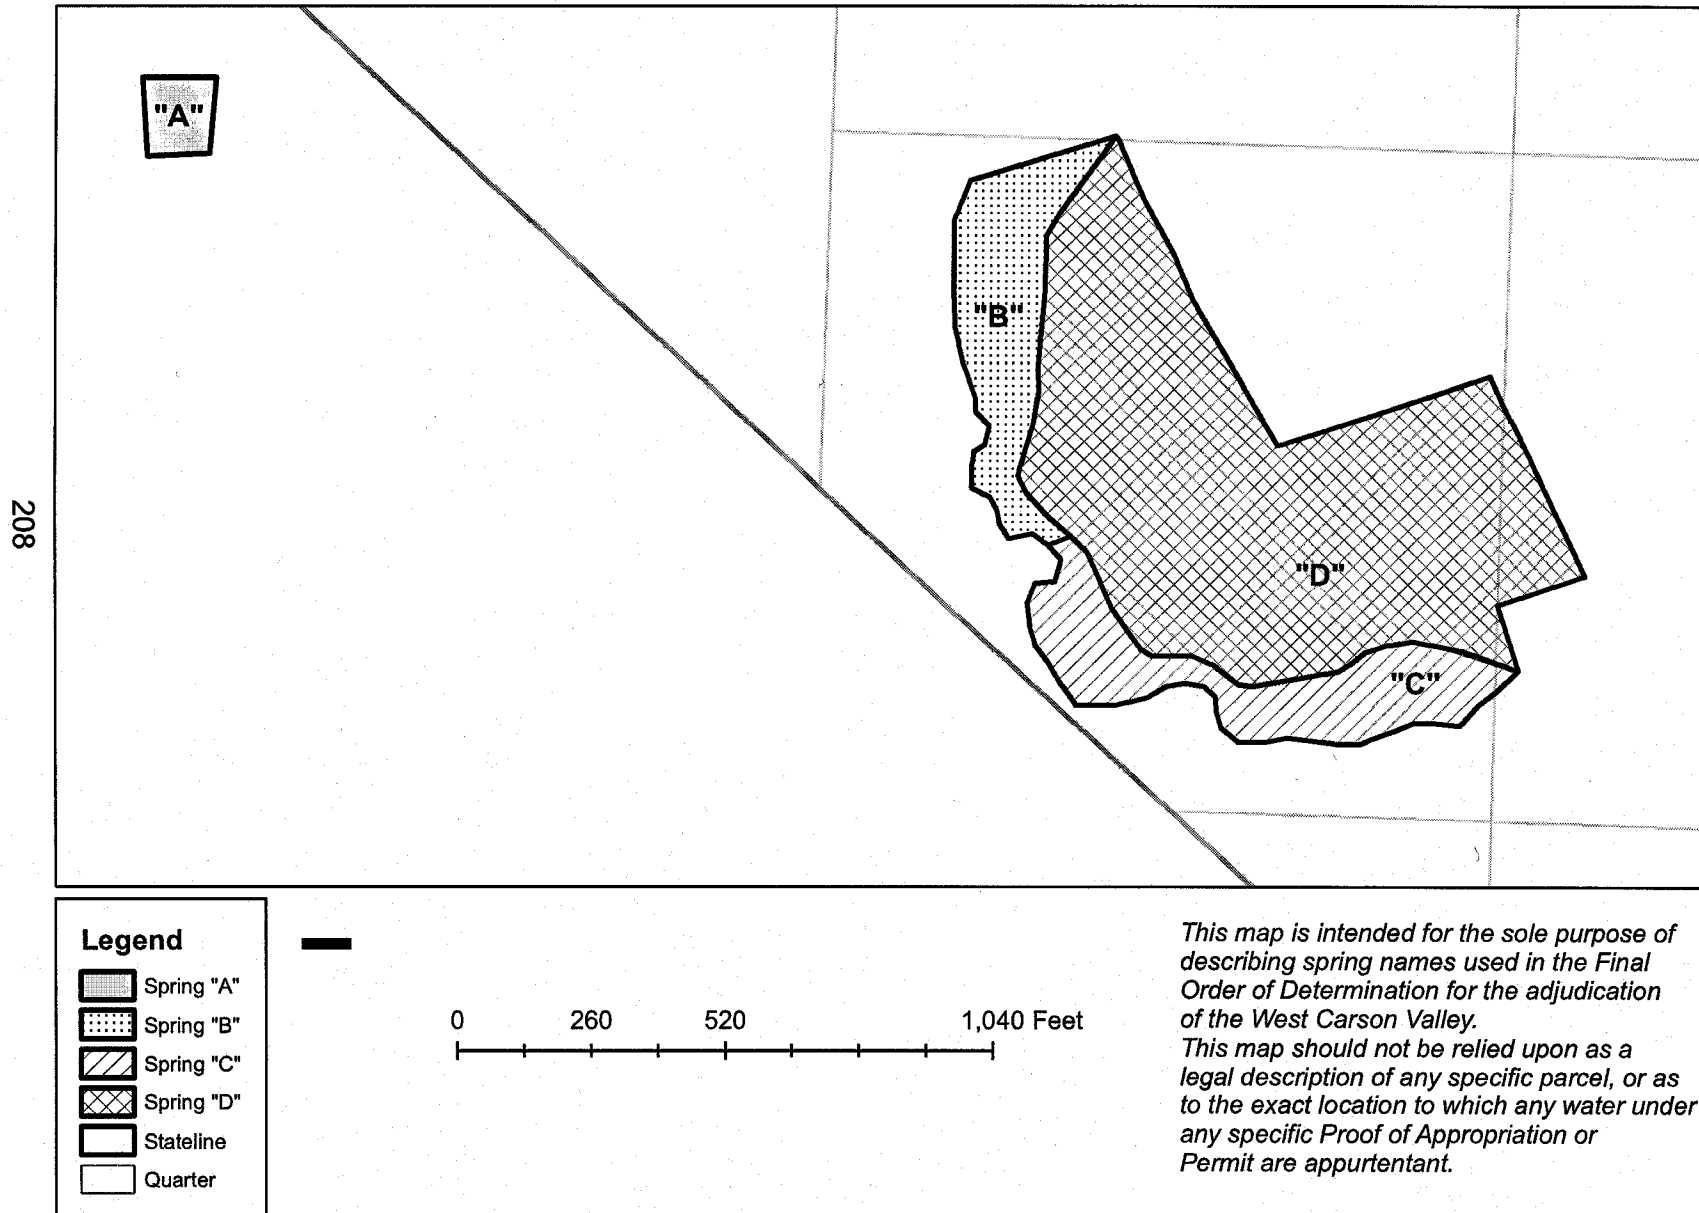 "A"
"B"
"D"
"C"
208
Legend
Spring "A"
Spring "B"
Spring "C"
Spring "D"
Stateline
Quarter
0 260 520 1,040 Feet
This map is intended for the sole purpose of
describing spring names used in the Final
Order of Determination for the adjudication
of the West Carson Valley.
This map should not be relied upon as a
legal description of any specific parcel, or as
to the exact location to which any water under
any specific Proof of Appropriation or
Permit are appurtentant.